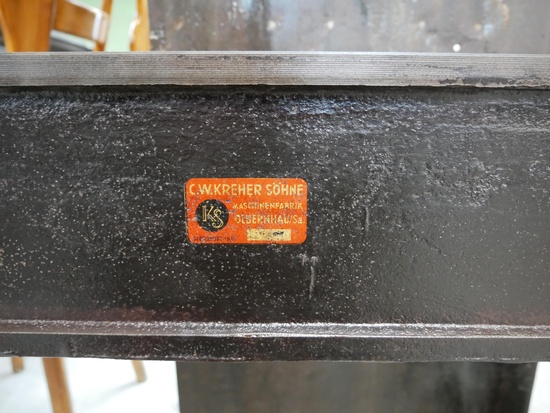 C.W.KREHER SÖHNE
KS
MASCHINENFABRIK
OLBERNHAU/Sa.